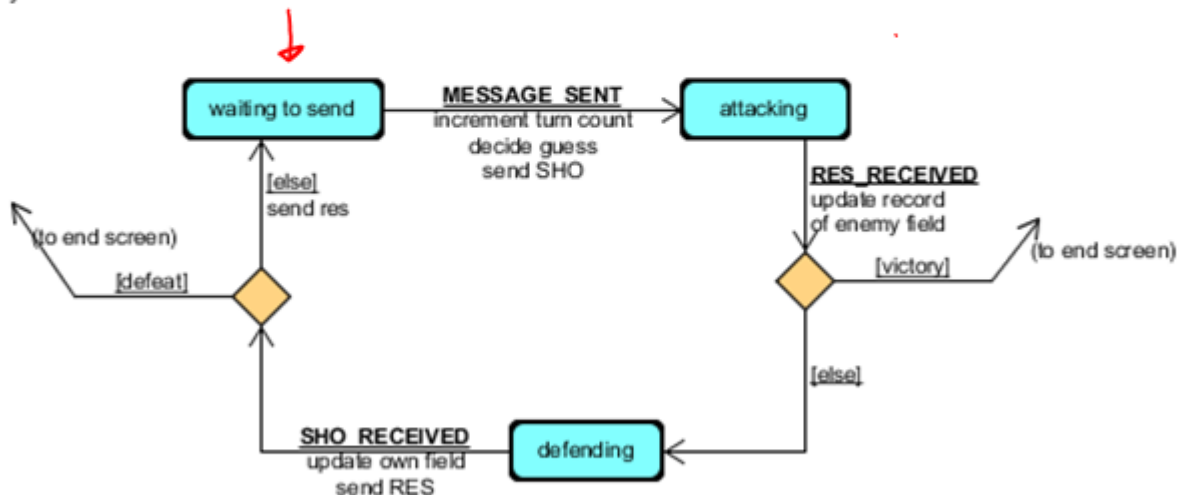 waiting to send
MESSAGE_SENT
increment turn count
decide guess
send SHO
attacking
[else]
send res
RES_RECEIVED
update record
of enemy field
(to end screen)
[defeat]
[victory]
(to end screen)
[else]
SHO_RECEIVED
update own field
send RES
defending